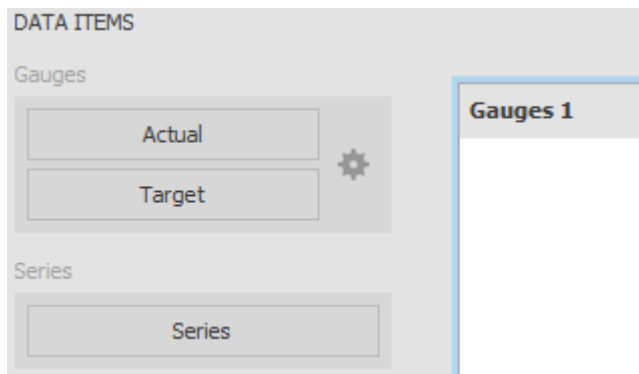 DATA ITEMS
Gauges
Actual
Target
Series
Series
Gauges 1